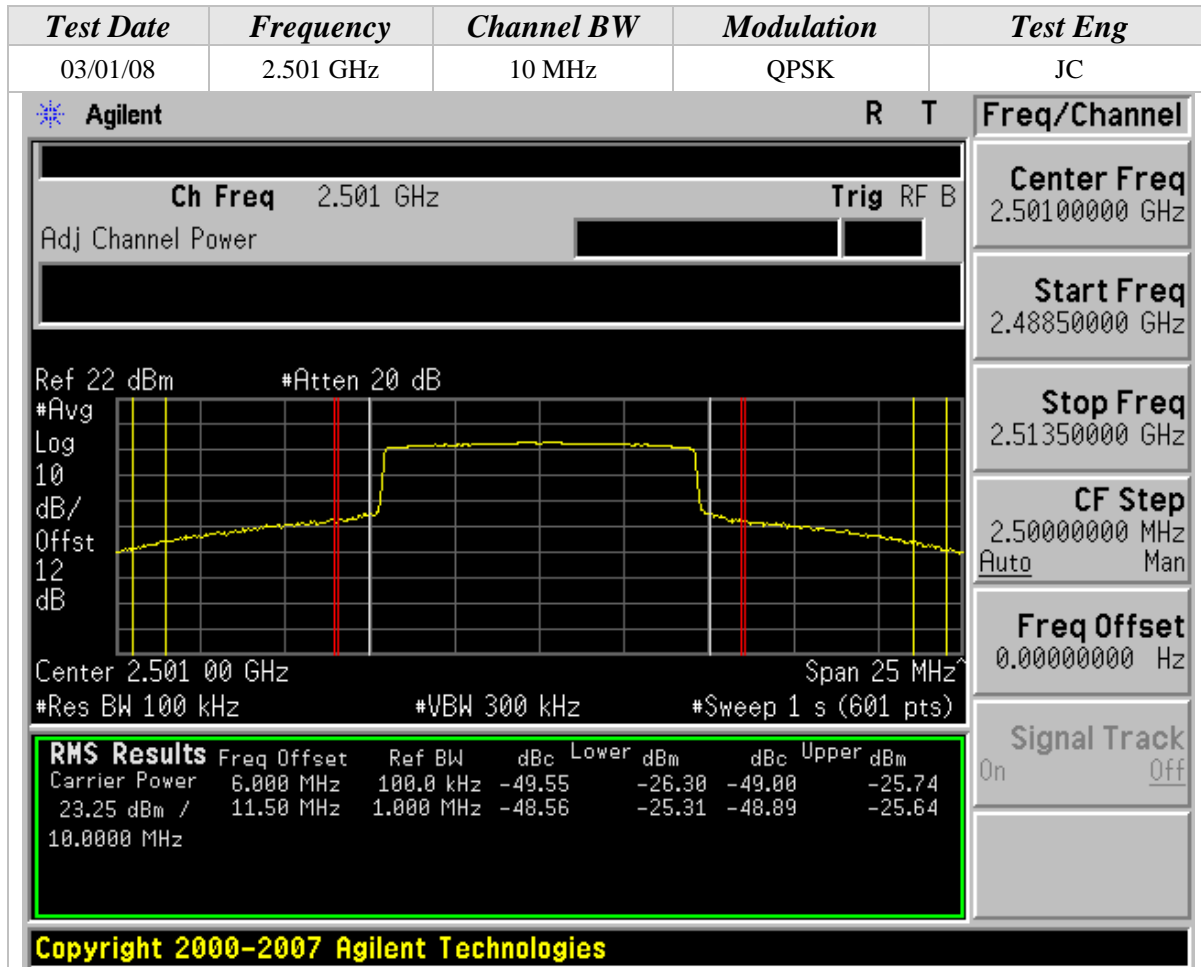 Test Date Frequency Channel BW Modulation Test Eng
03/01/08 2.501 GHz 10 MHz QPSK JC
Agilent R T Freq/Channel
Ch Freq 2.501 GHz Trig RF B
Adj Channel Power
Center Freq
2.50100000 GHz
Start Freq
2.48850000 GHz
Stop Freq
2.51350000 GHz
CF Step
2.50000000 MHz
Auto Man
Freq Offset
0.00000000 Hz
Signal Track
On Off
Ref 22 dBm #Atten 20 dB
#Avg
Log
10
dB/
Offst
12
dB
Center 2.501 00 GHz Span 25 MHz^
#Res BW 100 kHz #VBW 300 kHz #Sweep 1 s (601 pts)
RMS Results Freq Offset Ref BW dBc Lower dBm dBc Upper dBm
Carrier Power 6.000 MHz 100.0 kHz -49.55 -26.30 -49.00 -25.74
23.25 dBm / 11.50 MHz 1.000 MHz -48.56 -25.31 -48.89 -25.64
10.0000 MHz
Copyright 2000-2007 Agilent Technologies